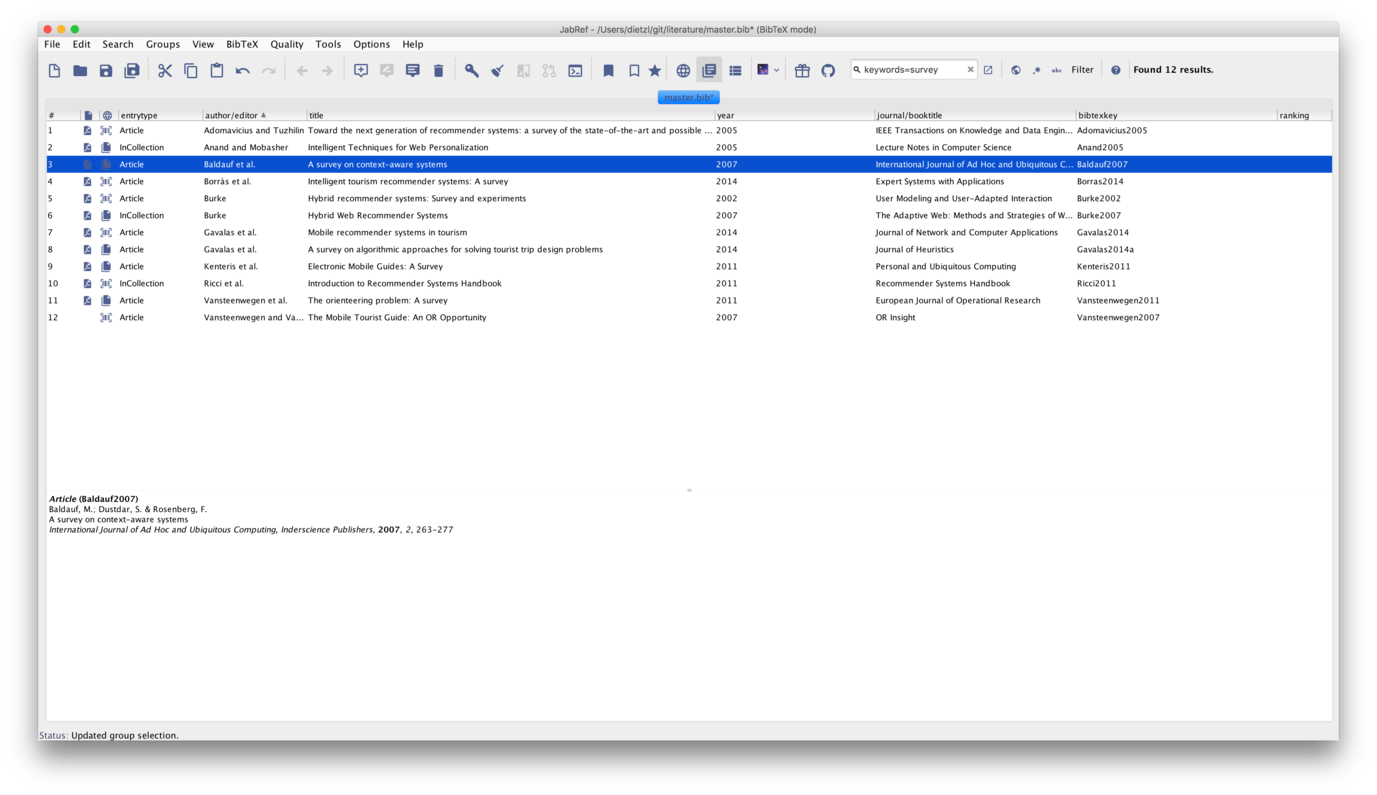 JabRef - /Users/dietzl/git/literature/master.bib* (BibTeX mode)
File Edit Search Groups View BibTeX Quality Tools Options Help
keywords=survey abc Filter Found 12 results.
master.bib*
# entrytype author/editor title year journal/booktitle bibtexkey ranking
1 Article Adomavicius and Tuzhilin Toward the next generation of recommender systems: a survey of the state-of-the-art and possible ... 2005 IEEE Transactions on Knowledge and Data Engin... Adomavicius2005
2 InCollection Anand and Mobasher Intelligent Techniques for Web Personalization 2005 Lecture Notes in Computer Science Anand2005
3 Article Baldauf et al. A survey on context-aware systems 2007 International Journal of Ad Hoc and Ubiquitous C... Baldauf2007
4 Article Borràs et al. Intelligent tourism recommender systems: A survey 2014 Expert Systems with Applications Borras2014
5 Article Burke Hybrid recommender systems: Survey and experiments 2002 User Modeling and User-Adapted Interaction Burke2002
6 InCollection Burke Hybrid Web Recommender Systems 2007 The Adaptive Web: Methods and Strategies of W... Burke2007
7 Article Gavalas et al. Mobile recommender systems in tourism 2014 Journal of Network and Computer Applications Gavalas2014
8 Article Gavalas et al. A survey on algorithmic approaches for solving tourist trip design problems 2014 Journal of Heuristics Gavalas2014a
9 Article Kenteris et al. Electronic Mobile Guides: A Survey 2011 Personal and Ubiquitous Computing Kenteris2011
10 InCollection Ricci et al. Introduction to Recommender Systems Handbook 2011 Recommender Systems Handbook Ricci2011
11 Article Vansteenwegen et al. The orienteering problem: A survey 2011 European Journal of Operational Research Vansteenwegen2011
12 Article Vansteenwegen and Va... The Mobile Tourist Guide: An OR Opportunity 2007 OR Insight Vansteenwegen2007
Article (Baldauf2007)
Baldauf, M.; Dustdar, S. & Rosenberg, F.
A survey on context-aware systems
International Journal of Ad Hoc and Ubiquitous Computing, Inderscience Publishers, 2007, 2, 263-277
Status: Updated group selection.